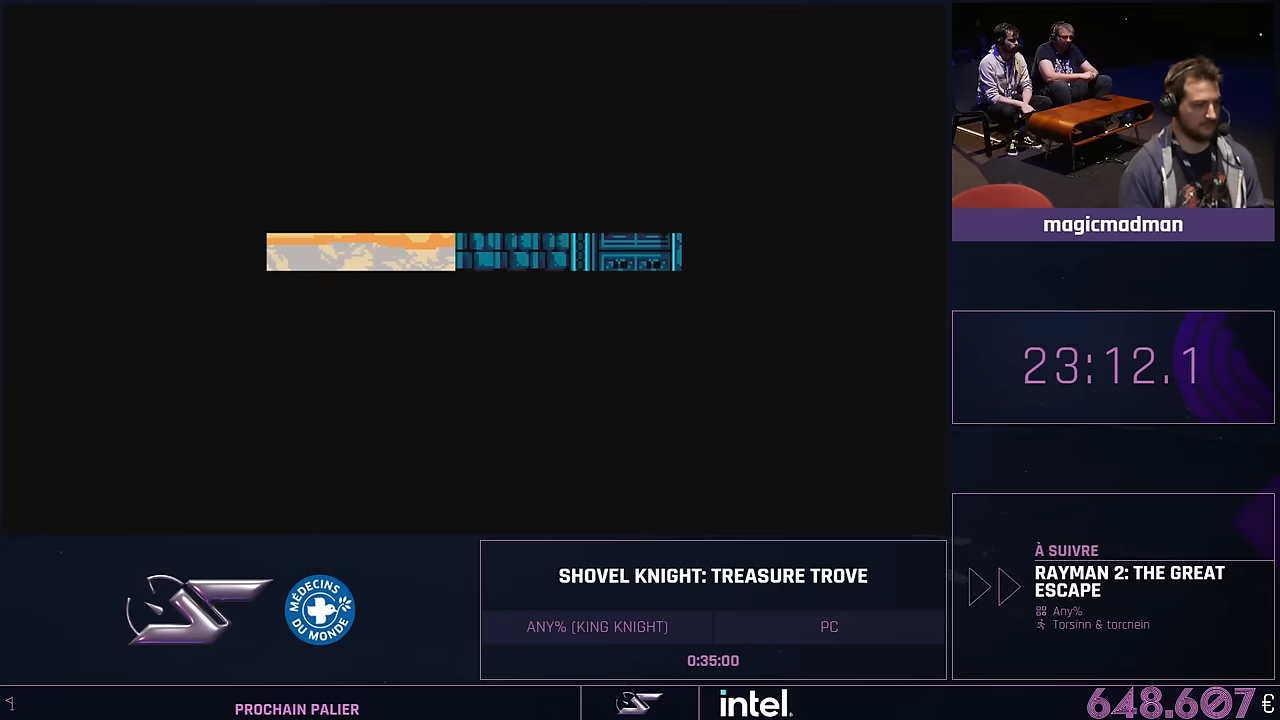 magicmadman
23:12.1
À SUIVRE
RAYMAN 2: THE GREAT
ESCAPE
Any%
Torsinn & torcnein
SHOVEL KNIGHT: TREASURE TROVE
ANY% (KING KNIGHT)
PC
0:35:00
MÉDECINS
DU MONDE
PROCHAIN PALIER
intel.
648.607 €